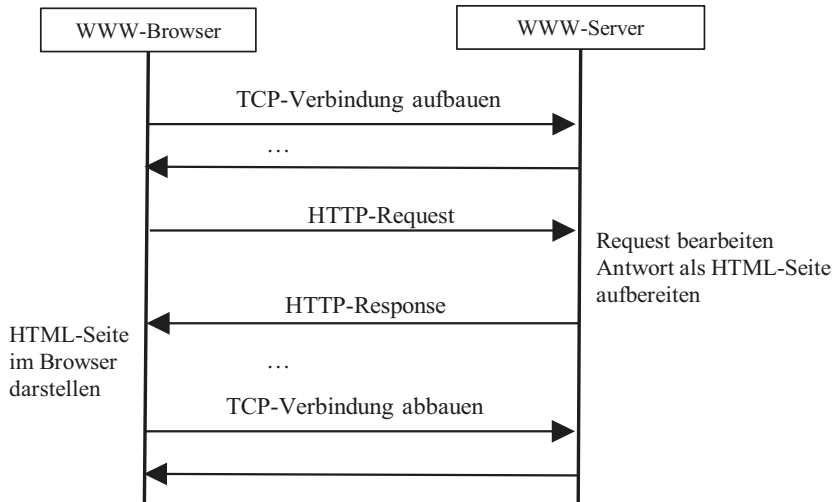 WWW-Browser
WWW-Server
TCP-Verbindung aufbauen
…
HTTP-Request
Request bearbeiten
Antwort als HTML-Seite
aufbereiten
HTTP-Response
HTML-Seite
im Browser
darstellen
…
TCP-Verbindung abbauen